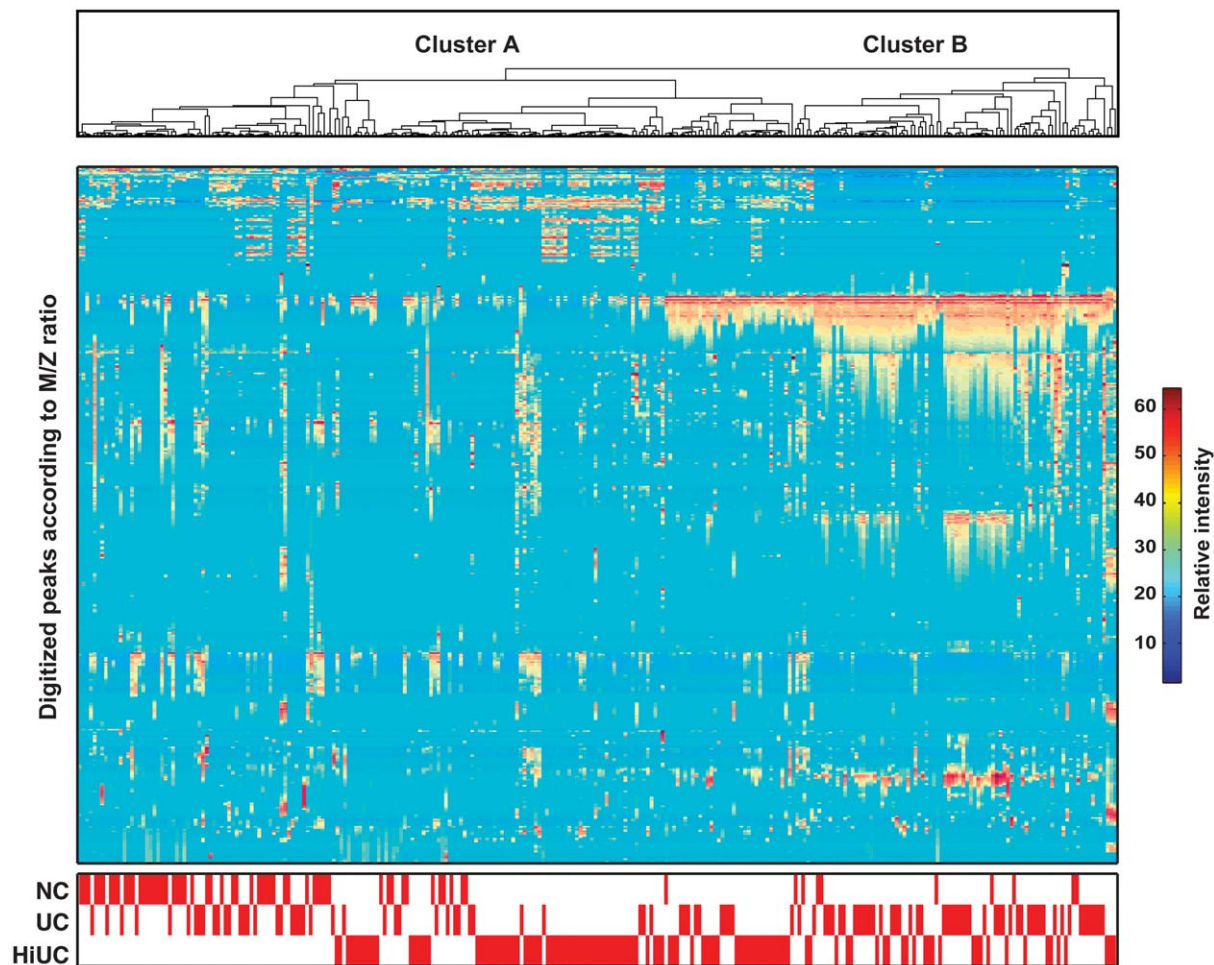 Cluster A
Cluster B
Digitized peaks according to M/Z ratio
60
50
40
30
20
10
Relative intensity
NC
UC
HiUC